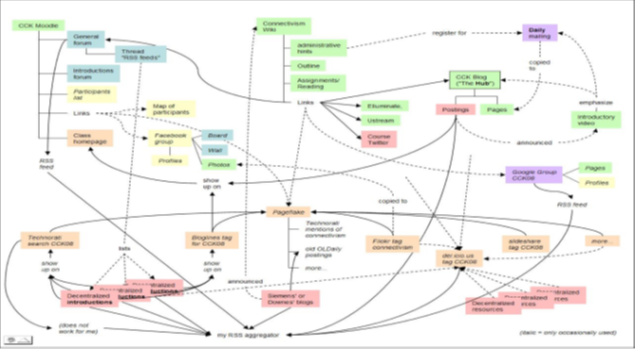 CCK Moodle
General
forum
Thread
"RSS feeds"
Introductions
forum
Participants
list
Links
Map of
participants
Class
homepage
Facebook
group
Board
Wall
Photos
Profiles
RSS
feed
show
up on
Connectivism
Wiki
administrative
hints
Outline
Assignments/
Reading
Links
Elluminate,
Ustream
Course
Twitter
register for
Daily
mailing
copied
to
CCK Blog
("The Hub")
Postings
Pages
emphasize
introductory
video
announced
Google Group
CCK08
Pages
Profiles
RSS feed
Pageflake
Technorati
mentions of
connectivism
old OLDaily
postings
more...
copied to
Technorati
search CCK08
show
up on
lists
Bloglines tag
for CCK08
show
up on
Flickr tag
connectivism
del.icio.us
tag CCK08
slideshare
tag CCK08
more...
Decentralized
introductions
announced
Siemens' or
Downes' blogs
Decentralized
resources
(does not
work for me)
my RSS aggregator
(italic = only occasionally used)